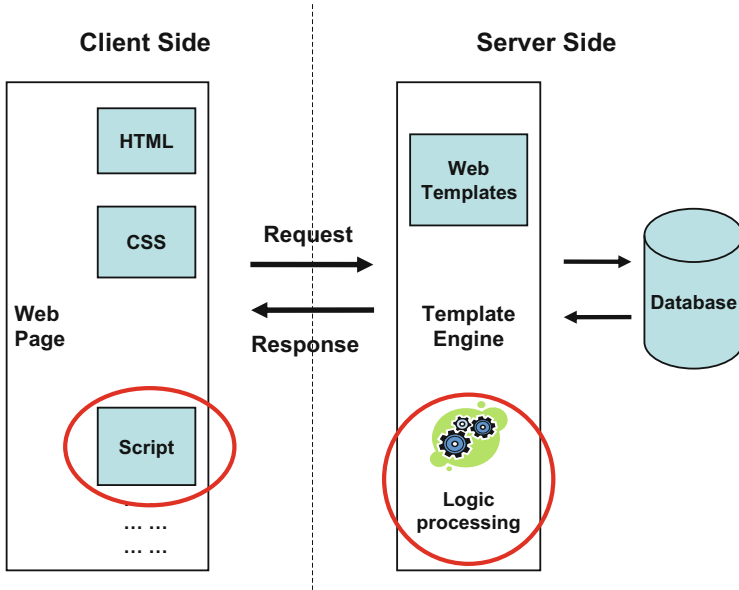 Client Side
Server Side
HTML
CSS
Web
Page
Script
... ...
... ...
... ...
Request
Response
Web
Templates
Template
Engine
Logic
processing
Database